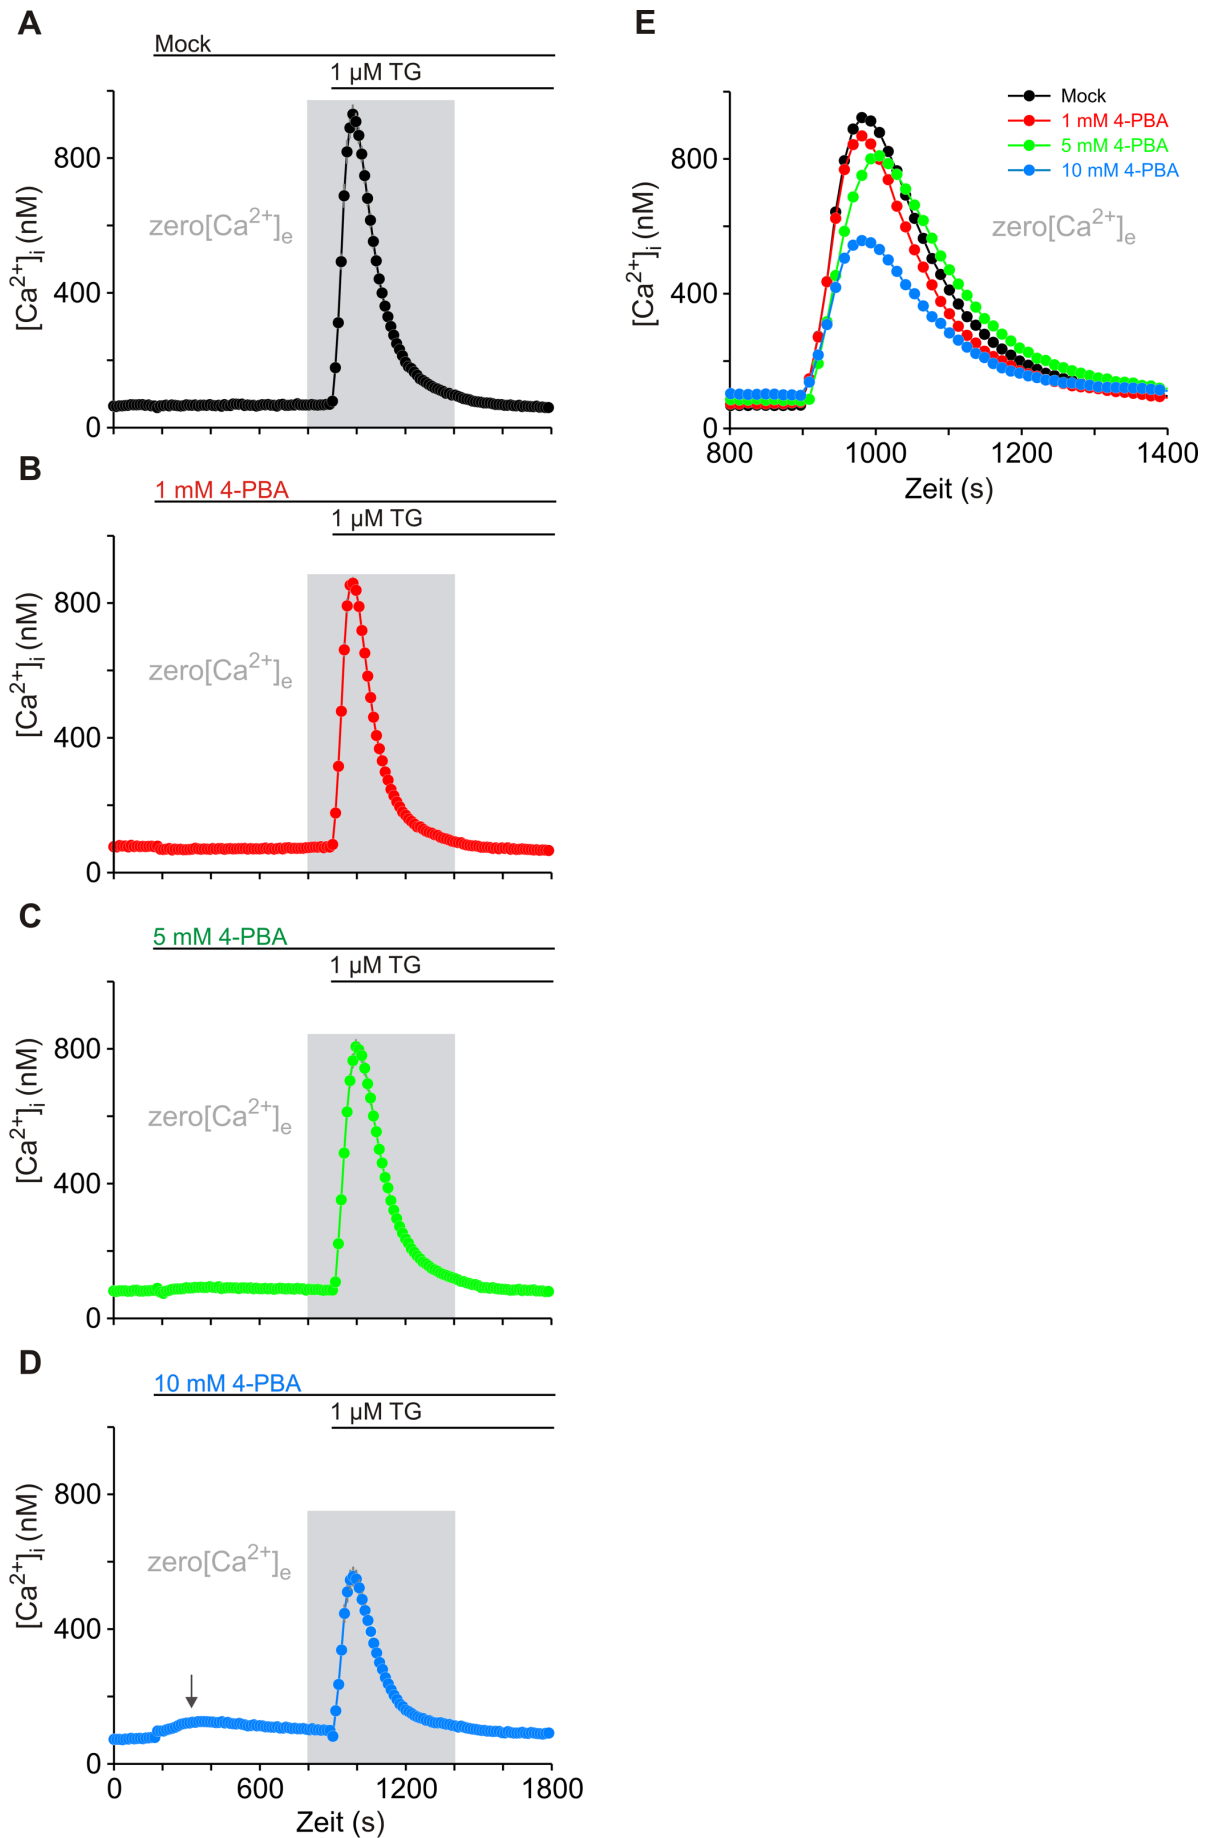 A
Mock
1 µM TG
800
400
0
[Ca2+]i (nM)
zero[Ca2+]e
B
1 mM 4-PBA
1 µM TG
800
400
0
[Ca2+]i (nM)
zero[Ca2+]e
C
5 mM 4-PBA
1 µM TG
800
400
0
[Ca2+]i (nM)
zero[Ca2+]e
D
10 mM 4-PBA
1 µM TG
800
400
0
[Ca2+]i (nM)
zero[Ca2+]e
0 600 1200 1800
Zeit (s)
E
Mock
1 mM 4-PBA
5 mM 4-PBA
10 mM 4-PBA
800
400
0
[Ca2+]i (nM)
zero[Ca2+]e
800 1000 1200 1400
Zeit (s)